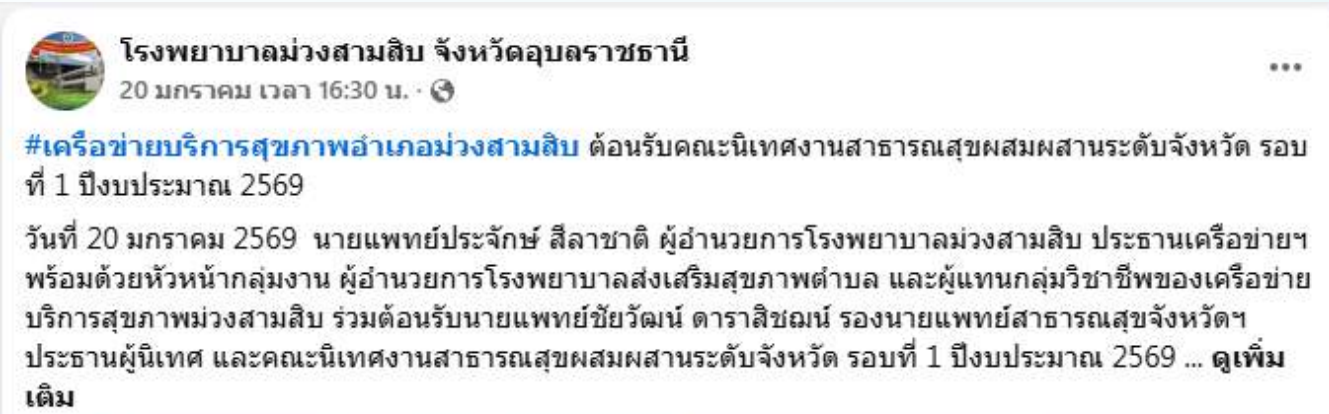 โรงพยาบาลม่วงสามสิบ จังหวัดอุบลราชธานี
20 มกราคม เวลา 16:30 น. ·
#เครือข่ายบริการสุขภาพอำเภอม่วงสามสิบ ต้อนรับคณะนิเทศงานสาธารณสุขผสมผสานระดับจังหวัด รอบ
ที่ 1 ปีงบประมาณ 2569
วันที่ 20 มกราคม 2569 นายแพทย์ประจักษ์ สีลาชาติ ผู้อำนวยการโรงพยาบาลม่วงสามสิบ ประธานเครือข่ายฯ
พร้อมด้วยหัวหน้ากลุ่มงาน ผู้อำนวยการโรงพยาบาลส่งเสริมสุขภาพตำบล และผู้แทนกลุ่มวิชาชีพของเครือข่าย
บริการสุขภาพม่วงสามสิบ ร่วมต้อนรับนายแพทย์ชัยวัฒน์ ดาราสิชฌน์ รองนายแพทย์สาธารณสุขจังหวัดฯ
ประธานผู้นิเทศ และคณะนิเทศงานสาธารณสุขผสมผสานระดับจังหวัด รอบที่ 1 ปีงบประมาณ 2569 ... ดูเพิ่ม
เติม